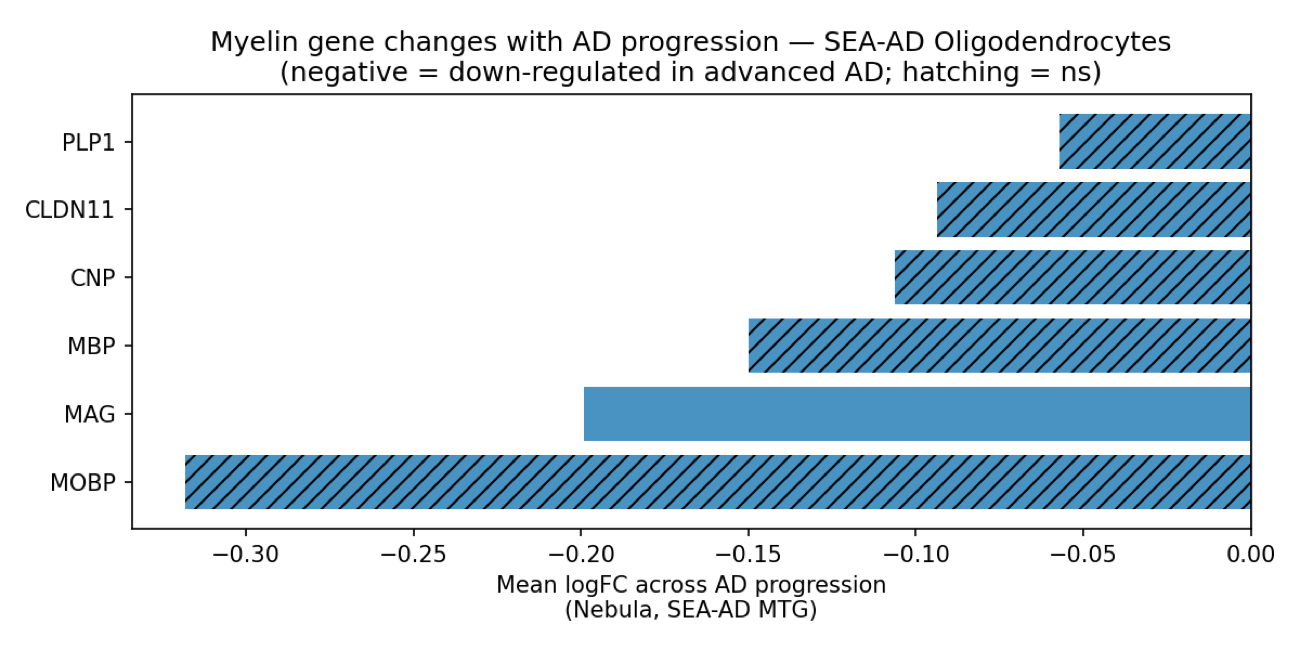 Myelin gene changes with AD progression — SEA-AD Oligodendrocytes
(negative = down-regulated in advanced AD; hatching = ns)
PLP1
CLDN11
CNP
MBP
MAG
MOBP
−0.30 −0.25 −0.20 −0.15 −0.10 −0.05 0.00
Mean logFC across AD progression
(Nebula, SEA-AD MTG)